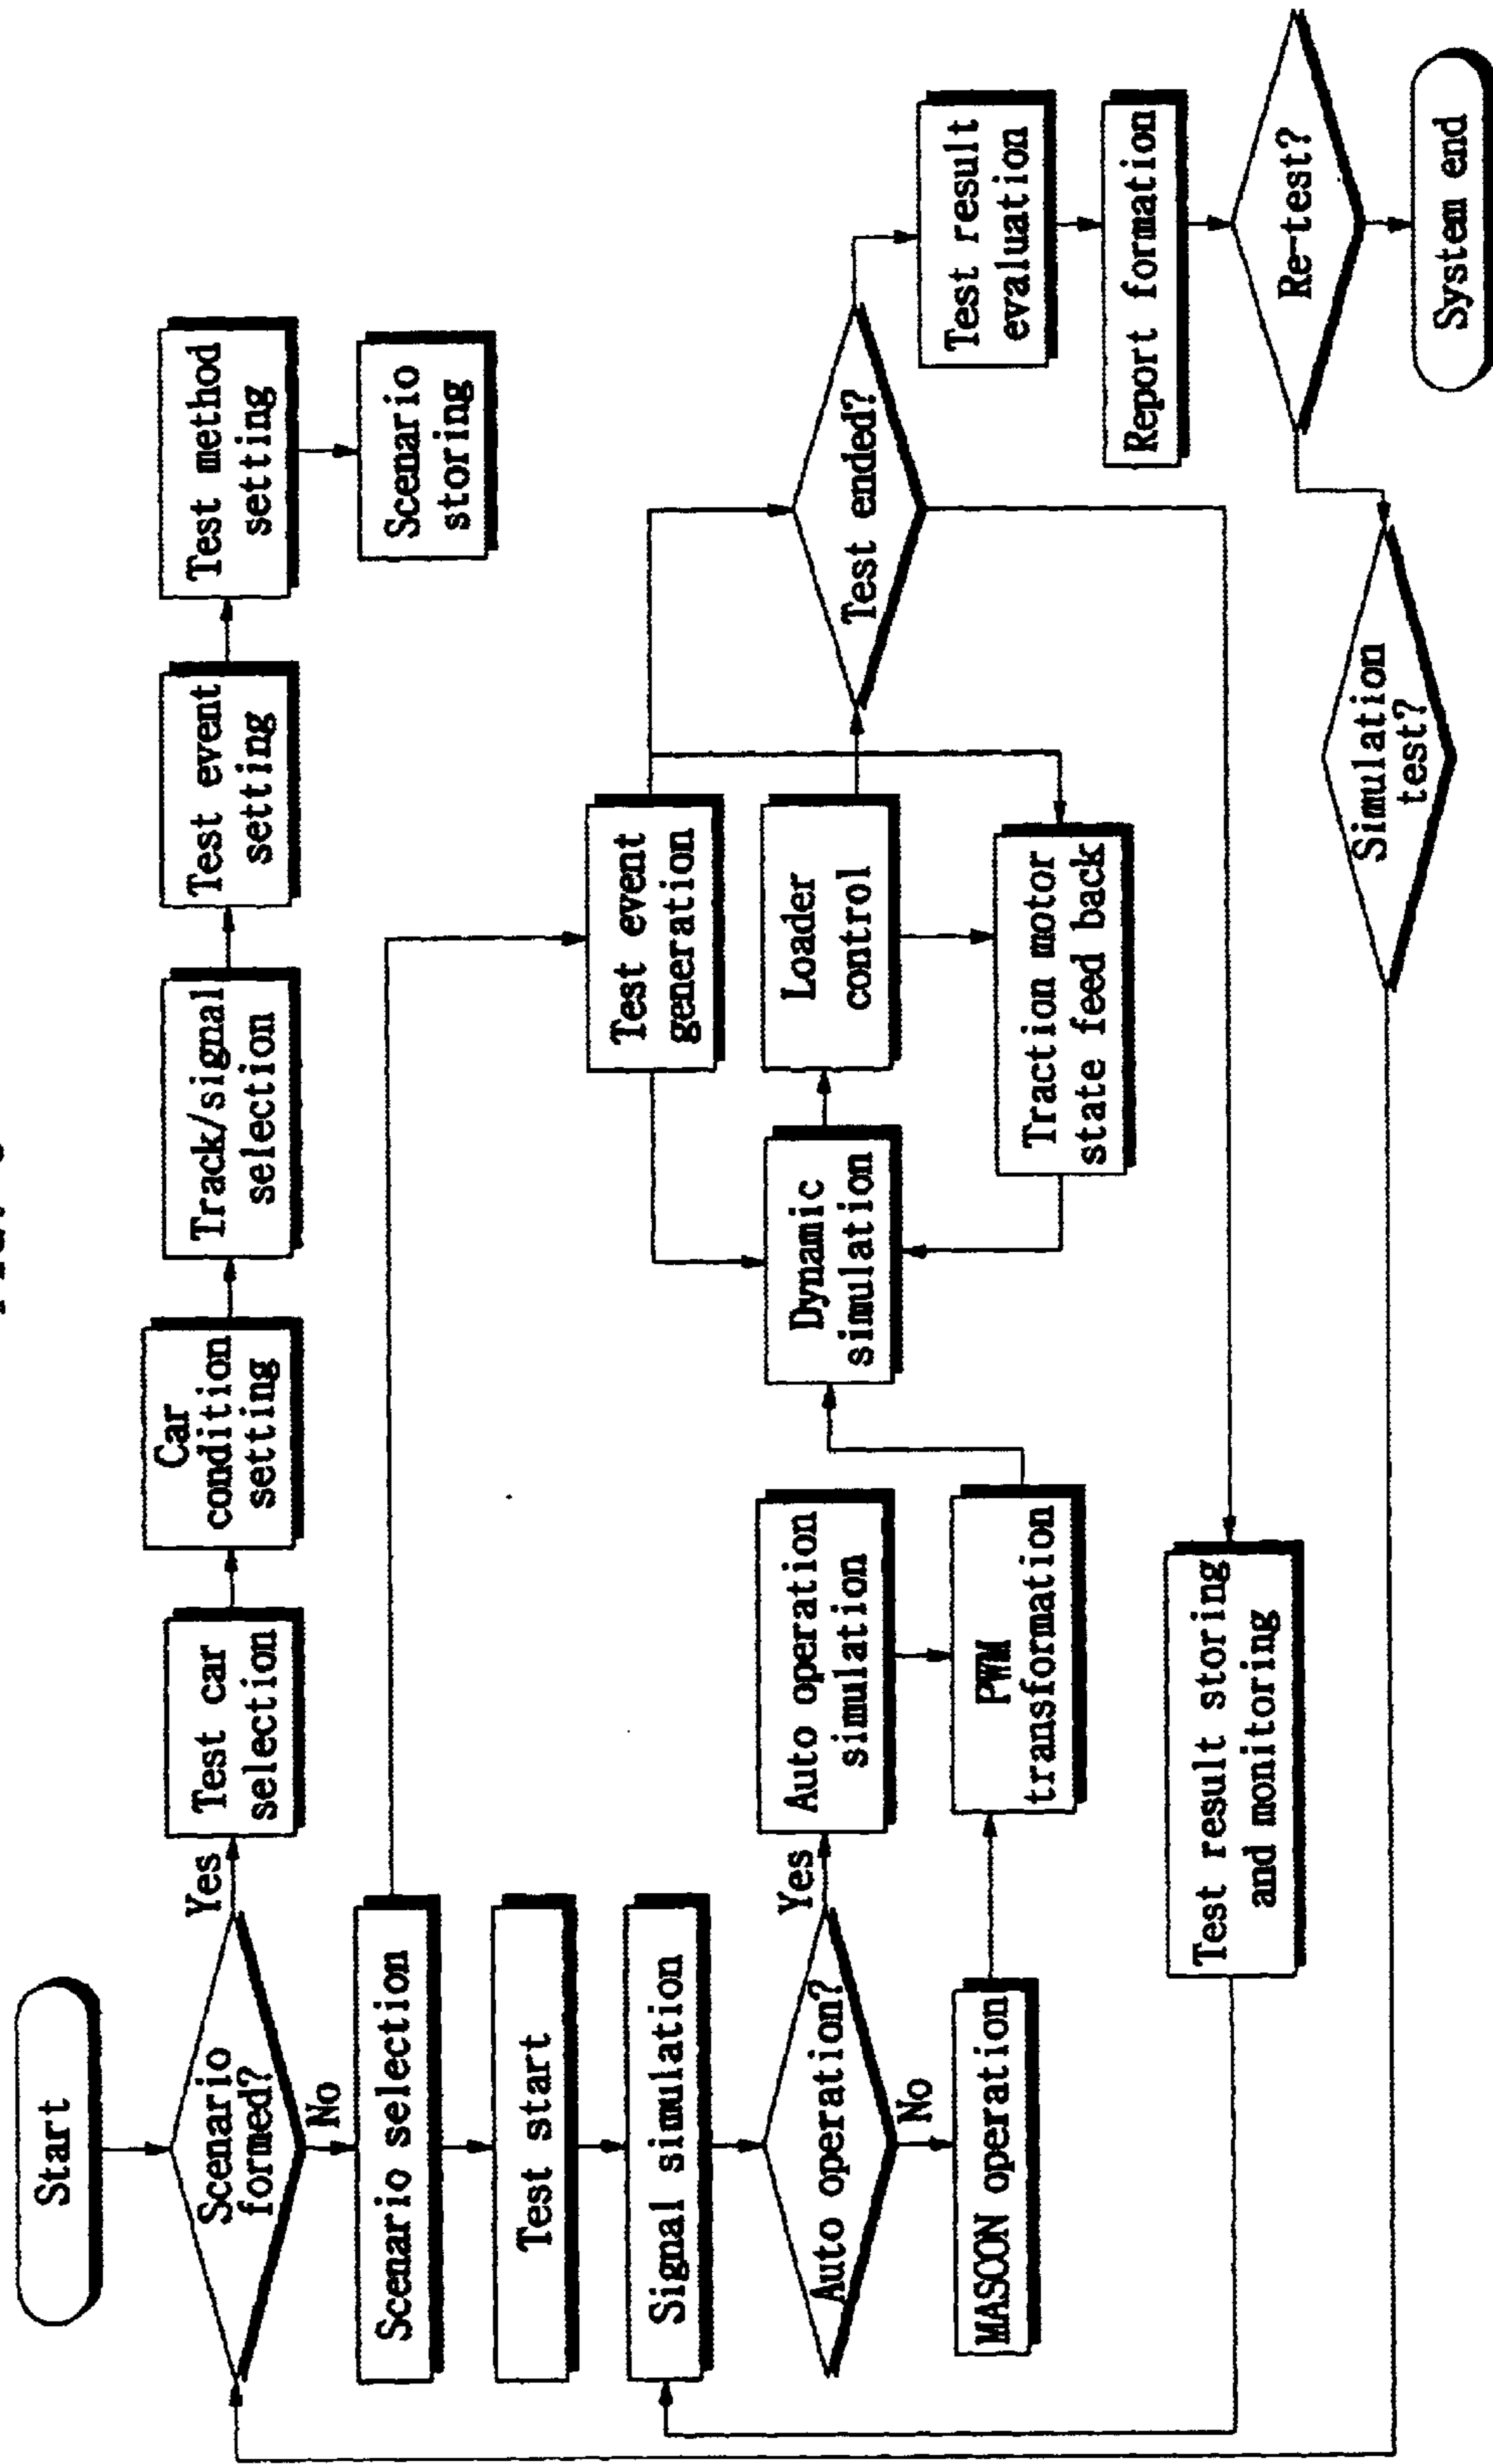 Start
Scenario
formed?
Yes
No
Test car
selection
Car
condition
setting
Track/signal
selection
Test event
setting
Test method
setting
Scenario
storing
Scenario selection
Test start
Signal simulation
Auto operation?
Yes
No
Auto operation
simulation
MASCON operation
PWM
transformation
Test event
generation
Dynamic
simulation
Loader
control
Traction motor
state feed back
Test ended?
Test result storing
and monitoring
Test result
evaluation
Report formation
Re-test?
Simulation
test?
System end